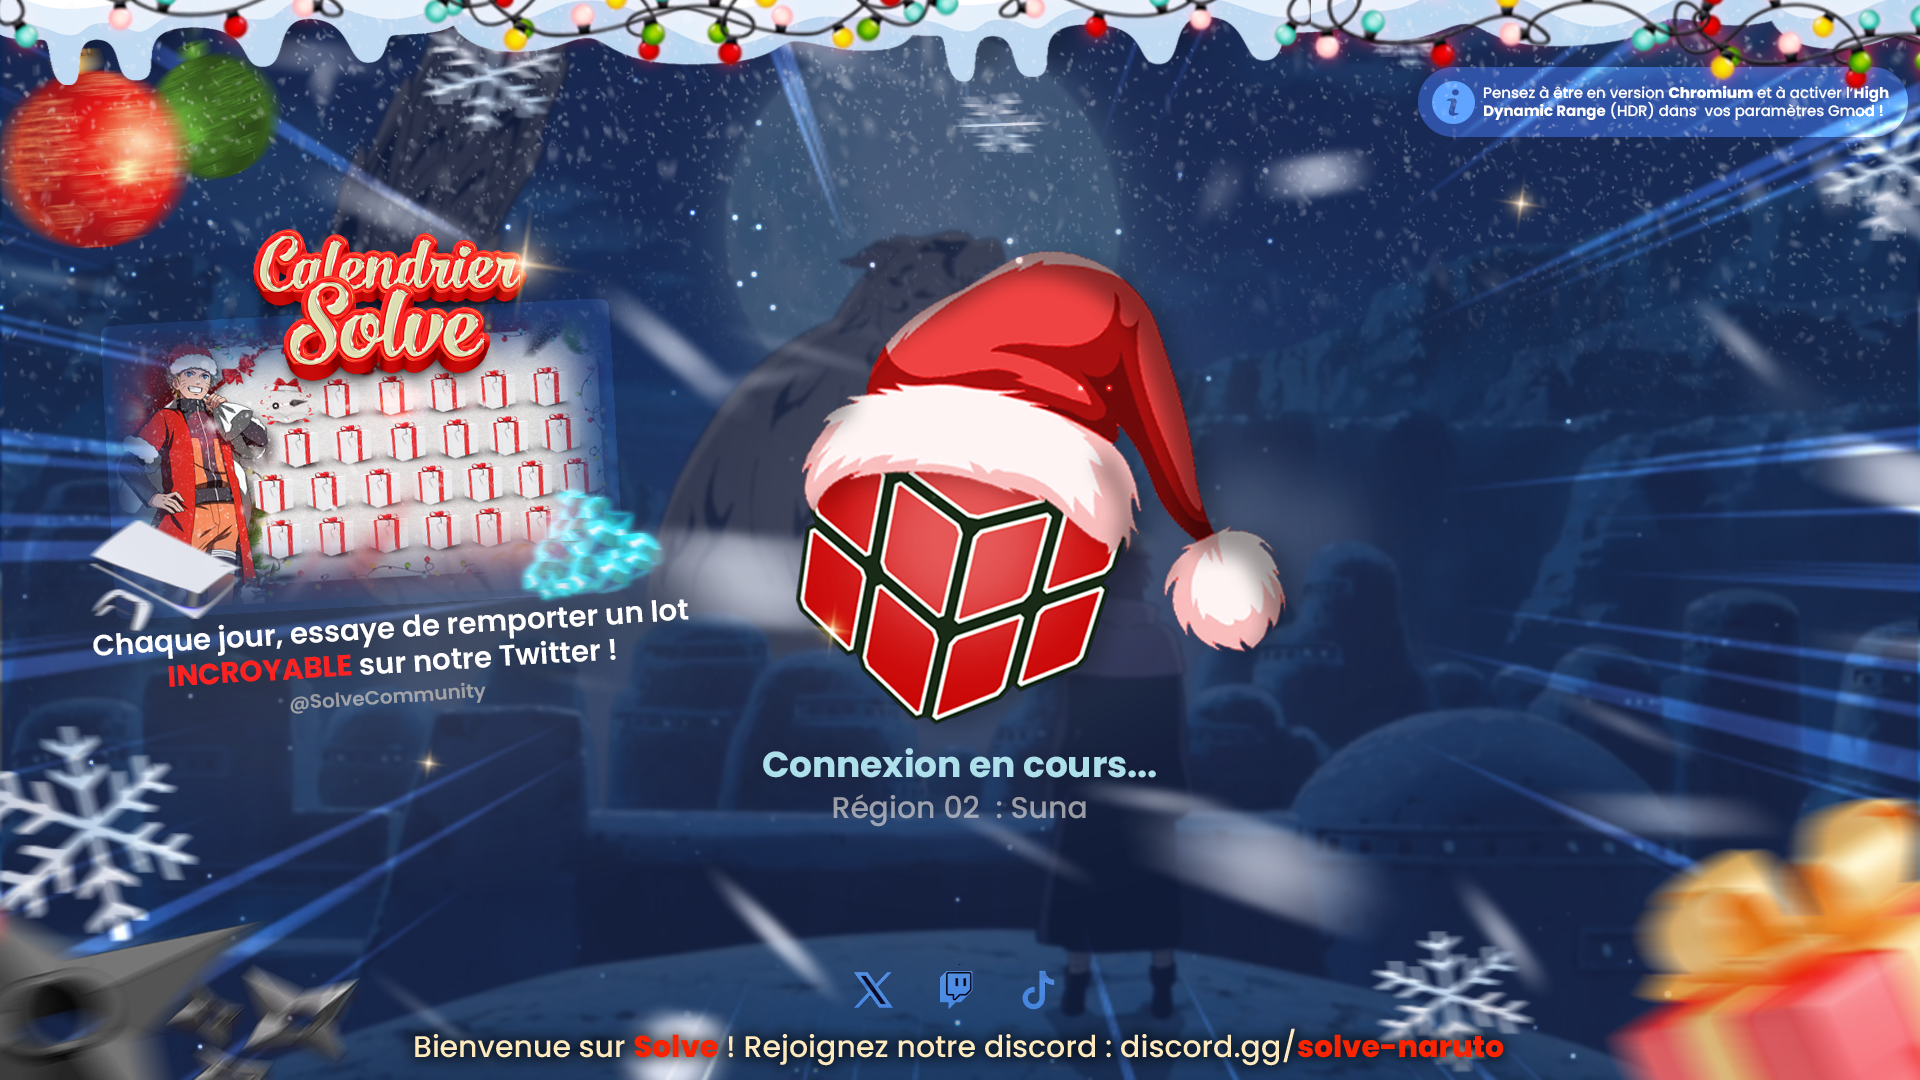 Pensez à être en version Chromium et à activer l'High
Dynamic Range (HDR) dans vos paramètres Gmod !
Calendrier
Solve
Chaque jour, essaye de remporter un lot
INCROYABLE sur notre Twitter !
@SolveCommunity
Connexion en cours...
Région 02 : Suna
Bienvenue sur Solve ! Rejoignez notre discord : discord.gg/solve-naruto